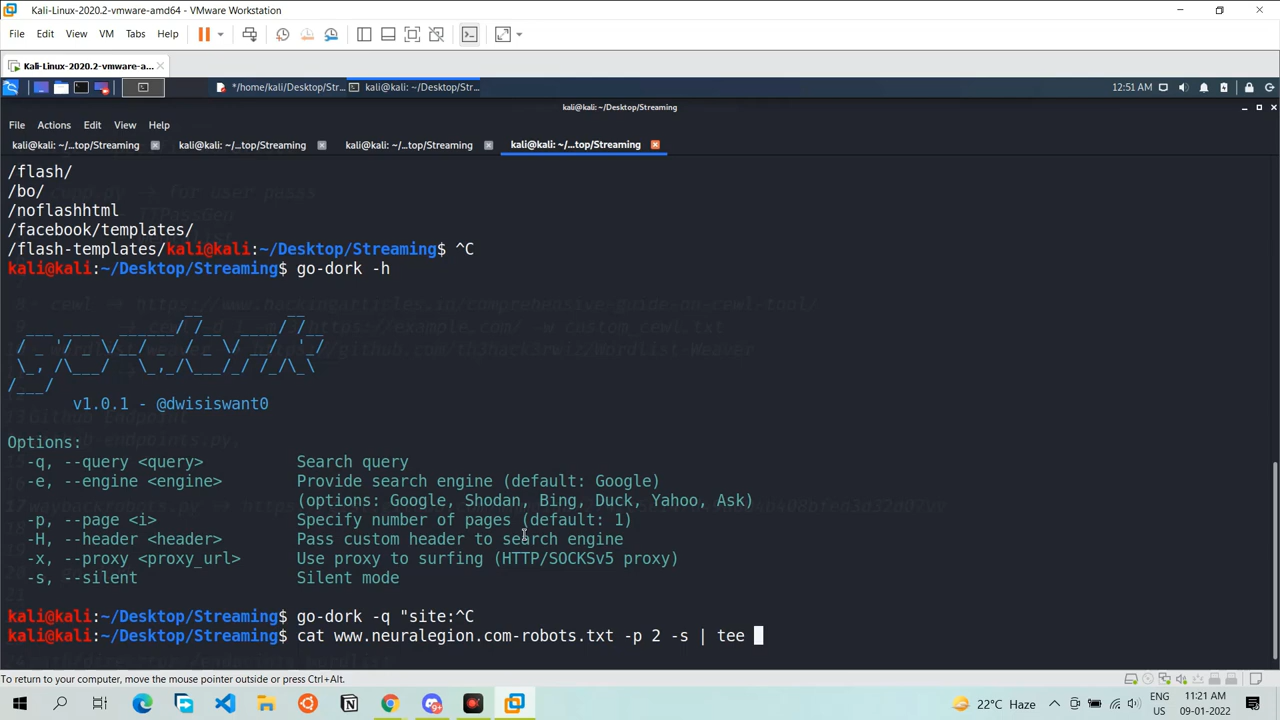 Kali-Linux-2020.2-vmware-amd64 - VMware Workstation
File Edit View VM Tabs Help
Kali-Linux-2020.2-vmware-a...
*/home/kali/Desktop/Str... kali@kali: ~/Desktop/Str... 12:51 AM
kali@kali: ~/Desktop/Streaming
File Actions Edit View Help
kali@kali: ~/...top/Streaming kali@kali: ~/...top/Streaming kali@kali: ~/...top/Streaming kali@kali: ~/...top/Streaming
/flash/
/bo/
/noflashhtml
/facebook/templates/
/flash-templates/kali@kali:~/Desktop/Streaming$ ^C
kali@kali:~/Desktop/Streaming$ go-dork -h
v1.0.1 - @dwisiswant0
Options:
-q, --query <query> Search query
-e, --engine <engine> Provide search engine (default: Google)
(options: Google, Shodan, Bing, Duck, Yahoo, Ask)
-p, --page <i> Specify number of pages (default: 1)
-H, --header <header> Pass custom header to search engine
-x, --proxy <proxy_url> Use proxy to surfing (HTTP/SOCKSv5 proxy)
-s, --silent Silent mode
kali@kali:~/Desktop/Streaming$ go-dork -q "site:^C
kali@kali:~/Desktop/Streaming$ cat www.neuralegion.com-robots.txt -p 2 -s | tee
To return to your computer, move the mouse pointer outside or press Ctrl+Alt.
22°C Haze ENG US 11:21 AM 09-01-2022